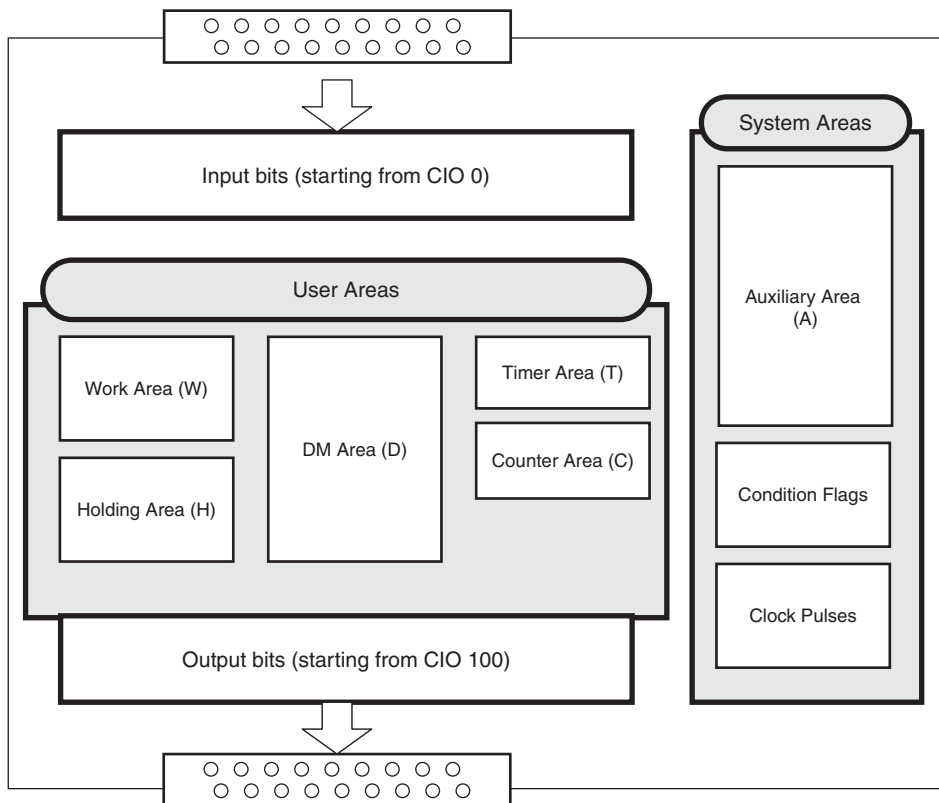 Input bits (starting from CIO 0)
User Areas
Work Area (W)
Holding Area (H)
DM Area (D)
Timer Area (T)
Counter Area (C)
Output bits (starting from CIO 100)
System Areas
Auxiliary Area
(A)
Condition Flags
Clock Pulses